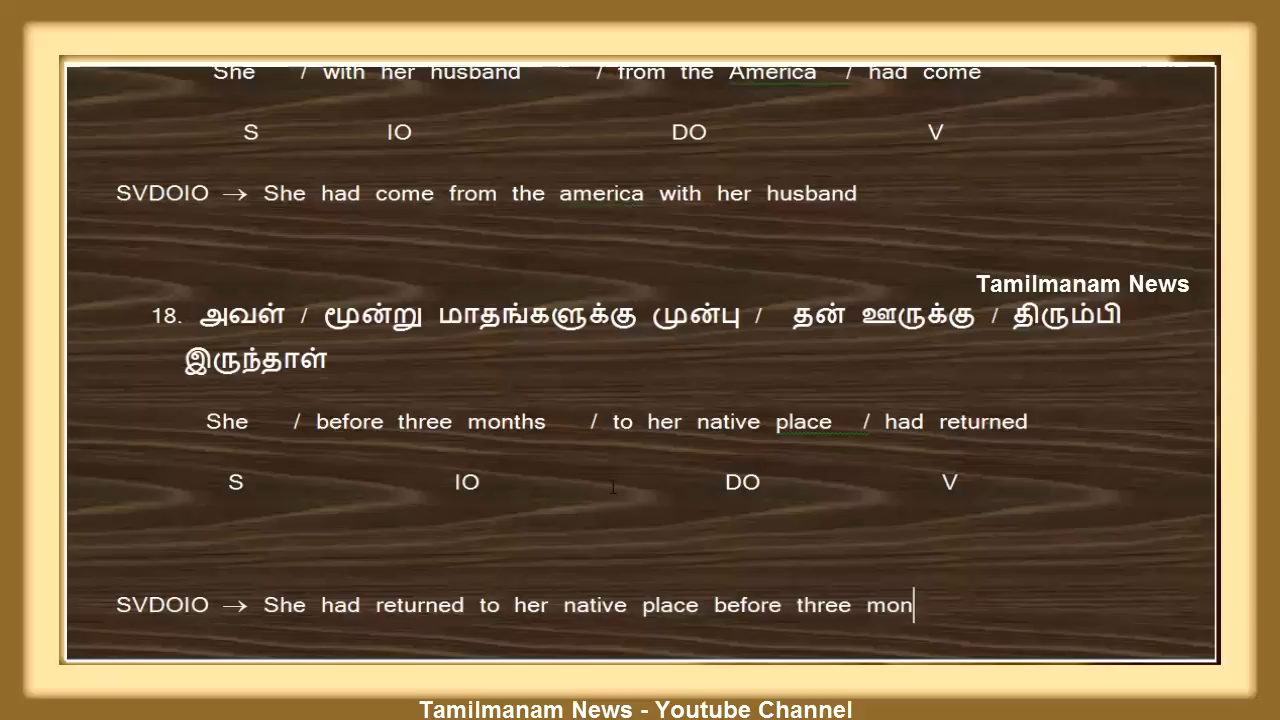 She / with her husband / from the America / had come
S IO DO V
SVDOIO → She had come from the america with her husband
Tamilmanam News
18. அவள் / மூன்று மாதங்களுக்கு முன்பு / தன் ஊருக்கு / திரும்பி
இருந்தாள்
She / before three months / to her native place / had returned
S IO DO V
SVDOIO → She had returned to her native place before three mon
Tamilmanam News - Youtube Channel